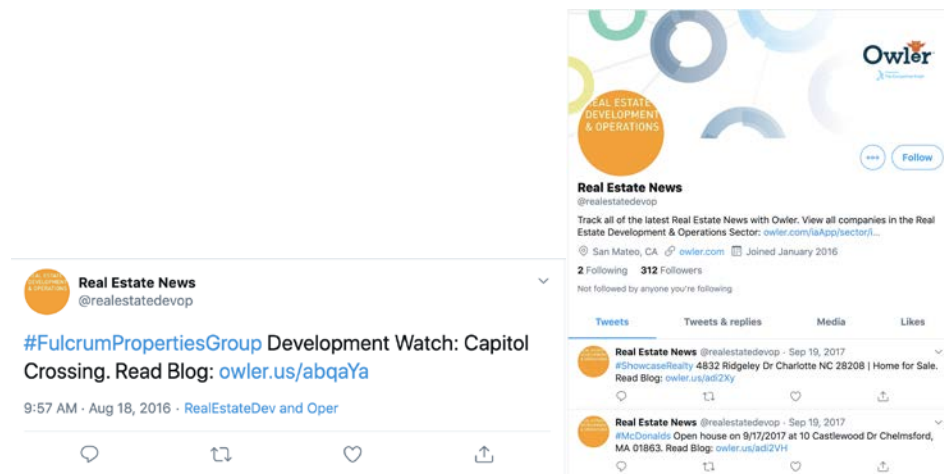 Real Estate News
@realestatedevop
#FulcrumPropertiesGroup Development Watch: Capitol
Crossing. Read Blog: owler.us/abqaYa
9:57 AM · Aug 18, 2016 · RealEstateDev and Oper
Owler
REAL ESTATE
DEVELOPMENT
& OPERATIONS
Follow
Real Estate News
@realestatedevop
Track all of the latest Real Estate News with Owler. View all companies in the Real
Estate Development & Operations Sector: owler.com/iaApp/sector/i...
San Mateo, CA owler.com Joined January 2016
2 Following 312 Followers
Not followed by anyone you're following
Tweets Tweets & replies Media Likes
Real Estate News @realestatedevop · Sep 19, 2017
#ShowcaseRealty 4832 Ridgeley Dr Charlotte NC 28208 | Home for Sale.
Read Blog: owler.us/adi2Xy
Real Estate News @realestatedevop · Sep 19, 2017
#McDonalds Open house on 9/17/2017 at 10 Castlewood Dr Chelmsford,
MA 01863. Read Blog: owler.us/adi2VH